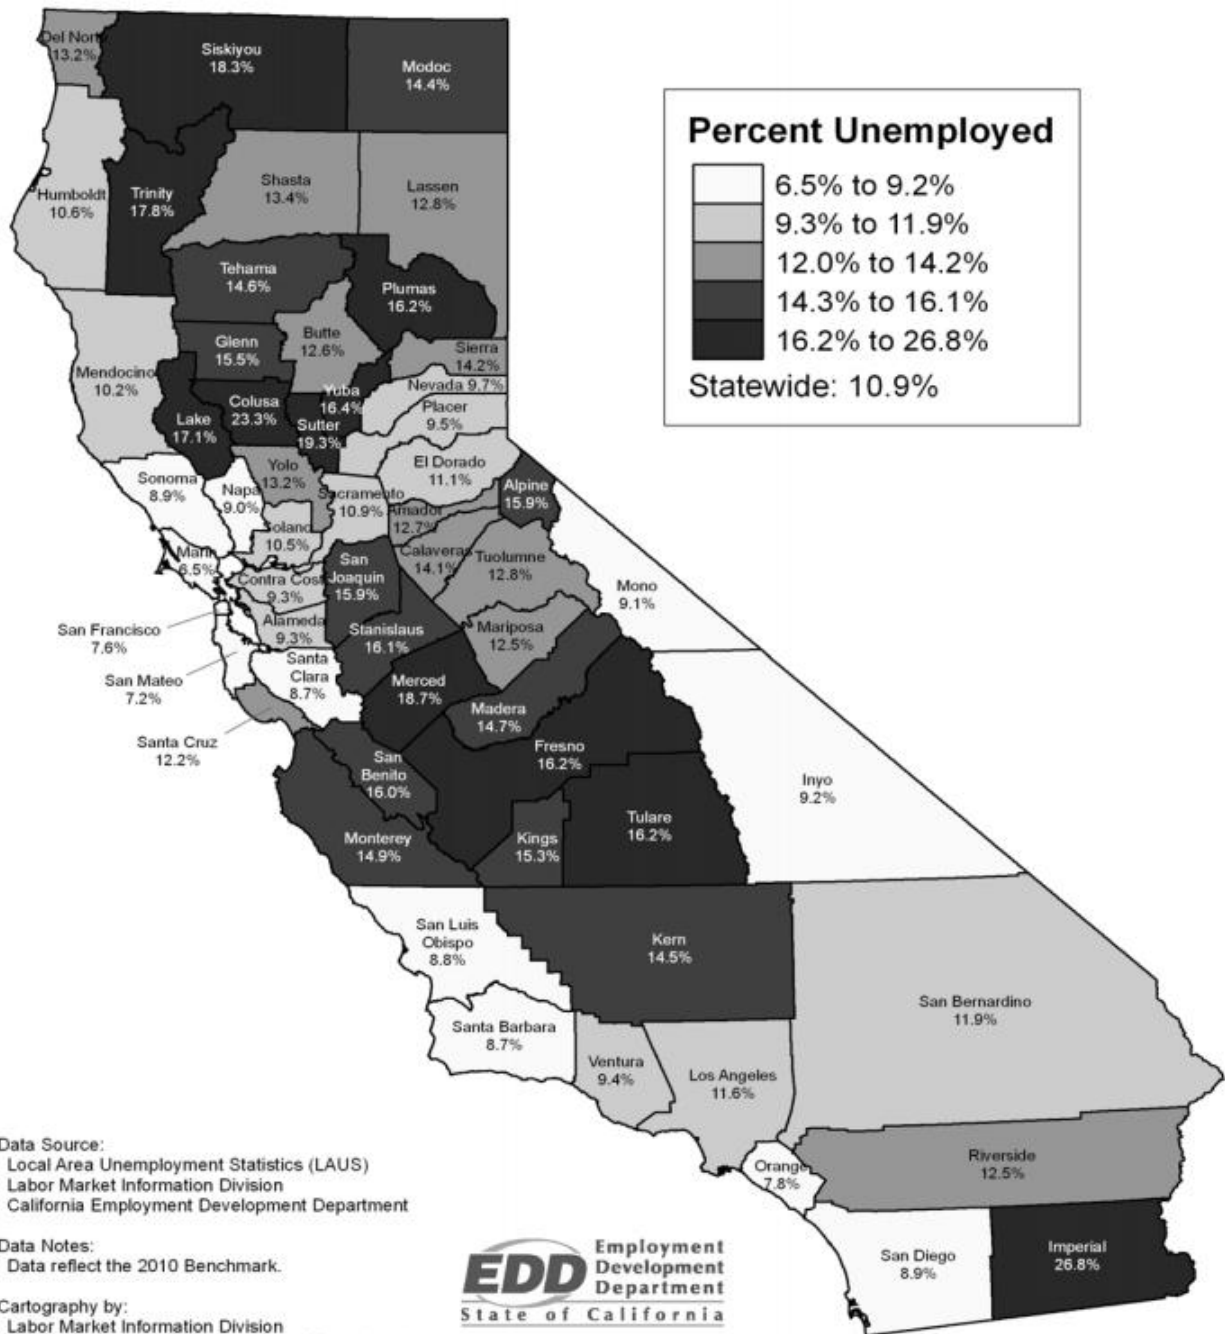 Del Norte
13.2%
Siskiyou
18.3%
Modoc
14.4%
Percent Unemployed
6.5% to 9.2%
9.3% to 11.9%
12.0% to 14.2%
14.3% to 16.1%
16.2% to 26.8%
Statewide: 10.9%
Humboldt
10.6%
Trinity
17.8%
Shasta
13.4%
Lassen
12.8%
Tehama
14.6%
Plumas
16.2%
Glenn
15.5%
Butte
12.6%
Sierra
14.2%
Mendocino
10.2%
Nevada 9.7%
Lake
17.1%
Colusa
23.3%
Yuba
16.4%
Sutter
19.3%
Placer
9.5%
El Dorado
11.1%
Sonoma
8.9%
Napa
9.0%
Yolo
13.2%
Sacramento
10.9%
Alpine
15.9%
Amador
12.7%
Solano
10.5%
Marin
6.5%
Contra Cost
9.3%
San
Joaquin
15.9%
Calaveras
14.1%
Tuolumne
12.8%
Mono
9.1%
San Francisco
7.6%
Alameda
9.3%
Stanislaus
16.1%
Mariposa
12.5%
San Mateo
7.2%
Santa
Clara
8.7%
Merced
18.7%
Madera
14.7%
Santa Cruz
12.2%
San
Benito
16.0%
Fresno
16.2%
Inyo
9.2%
Monterey
14.9%
Kings
15.3%
Tulare
16.2%
San Luis
Obispo
8.8%
Kern
14.5%
San Bernardino
11.9%
Santa Barbara
8.7%
Ventura
9.4%
Los Angeles
11.6%
Orange
7.8%
Riverside
12.5%
San Diego
8.9%
Imperial
26.8%
Data Source:
Local Area Unemployment Statistics (LAUS)
Labor Market Information Division
California Employment Development Department
Data Notes:
Data reflect the 2010 Benchmark.
Cartography by:
Labor Market Information Division
EDD
Employment
Development
Department
State of California